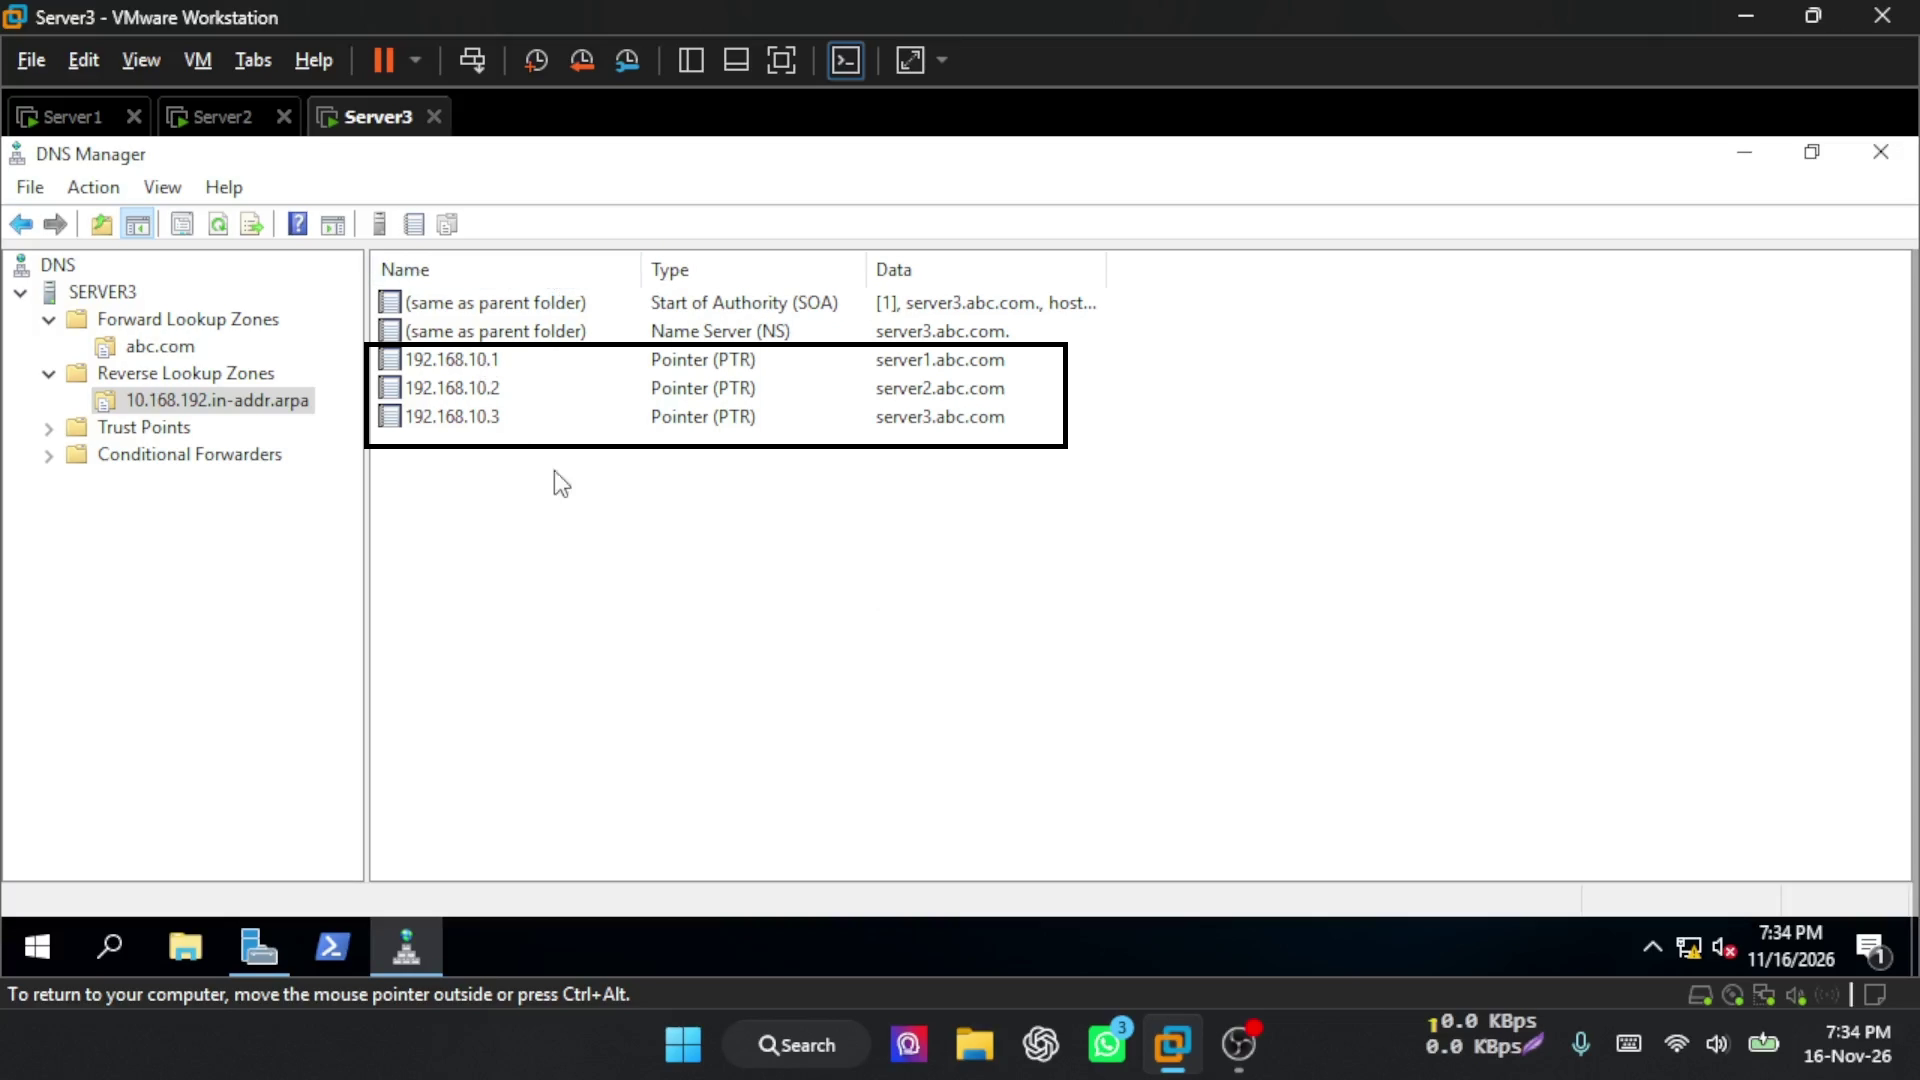 Server3 - VMware Workstation
File Edit View VM Tabs Help
Server1 Server2 Server3
DNS Manager
File Action View Help
DNS
SERVER3
Forward Lookup Zones
abc.com
Reverse Lookup Zones
10.168.192.in-addr.arpa
Trust Points
Conditional Forwarders
Name Type Data
(same as parent folder) Start of Authority (SOA) [1], server3.abc.com., host...
(same as parent folder) Name Server (NS) server3.abc.com.
192.168.10.1 Pointer (PTR) server1.abc.com
192.168.10.2 Pointer (PTR) server2.abc.com
192.168.10.3 Pointer (PTR) server3.abc.com
7:34 PM
11/16/2026
1
To return to your computer, move the mouse pointer outside or press Ctrl+Alt.
Search
3
0.0 KBps
0.0 KBps
7:34 PM
16-Nov-26